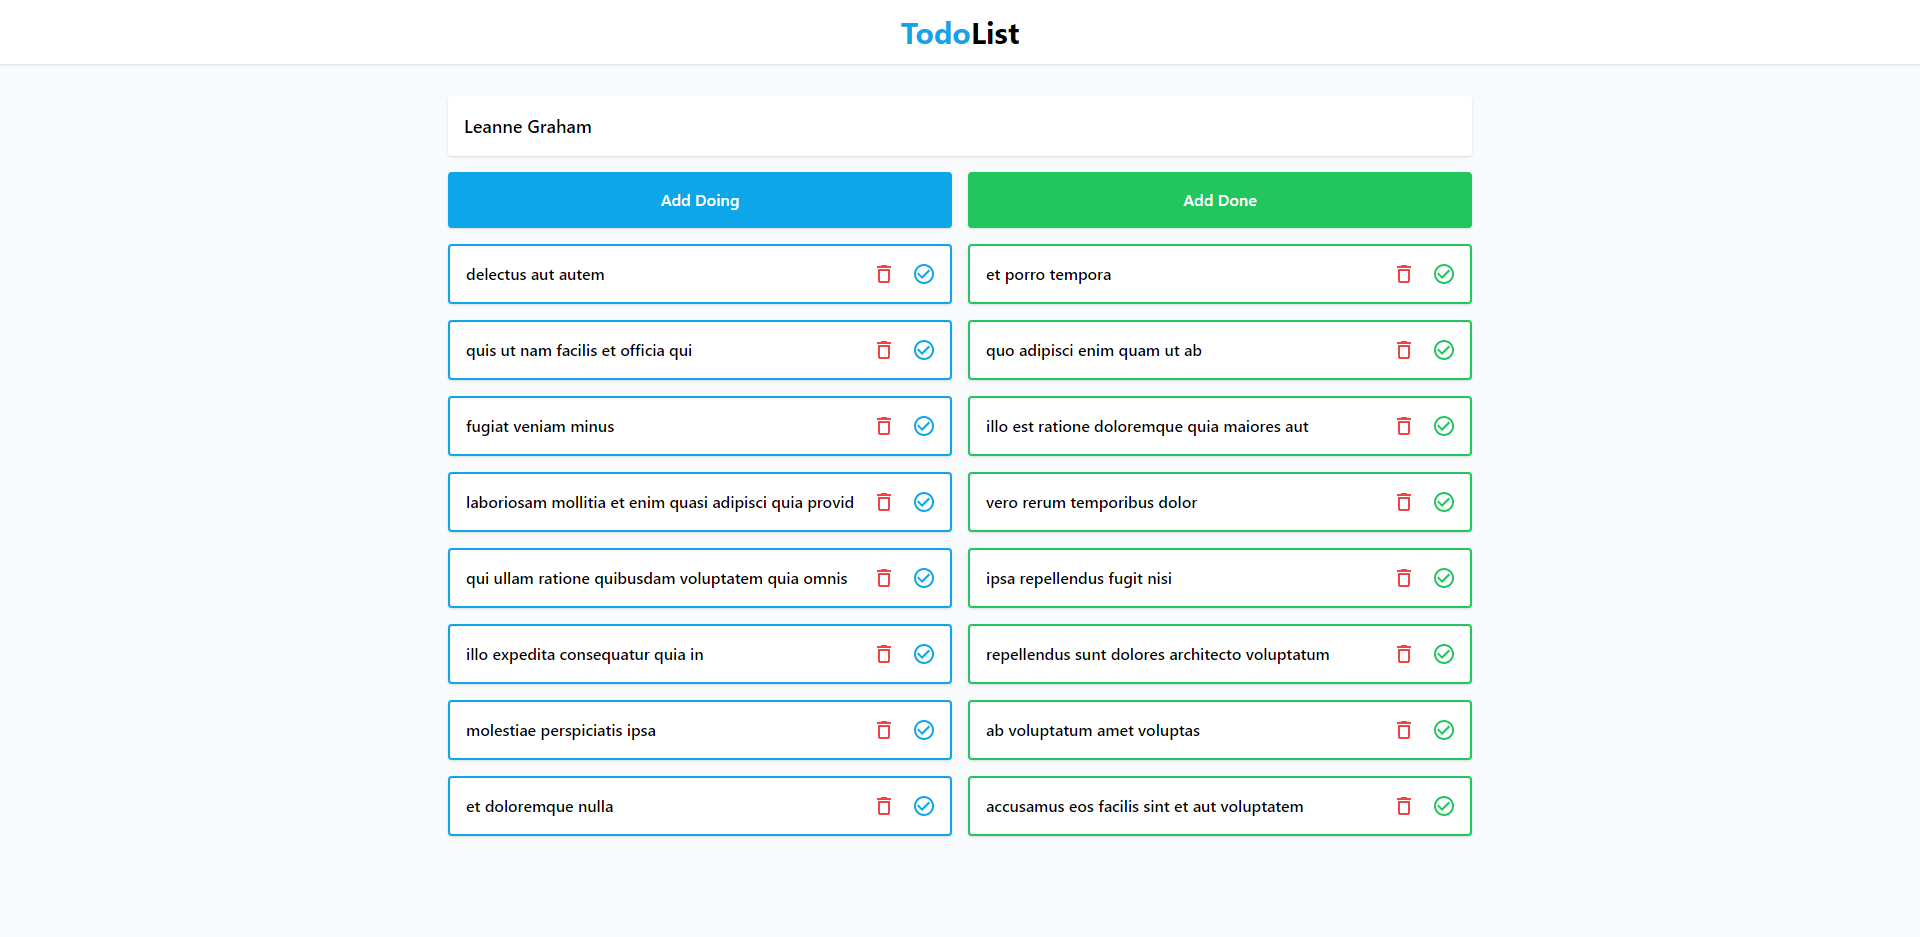 TodoList
Leanne Graham
Add Doing
Add Done
delectus aut autem
et porro tempora
quis ut nam facilis et officia qui
quo adipisci enim quam ut ab
fugiat veniam minus
illo est ratione doloremque quia maiores aut
laboriosam mollitia et enim quasi adipisci quia provid
vero rerum temporibus dolor
qui ullam ratione quibusdam voluptatem quia omnis
ipsa repellendus fugit nisi
illo expedita consequatur quia in
repellendus sunt dolores architecto voluptatum
molestiae perspiciatis ipsa
ab voluptatum amet voluptas
et doloremque nulla
accusamus eos facilis sint et aut voluptatem